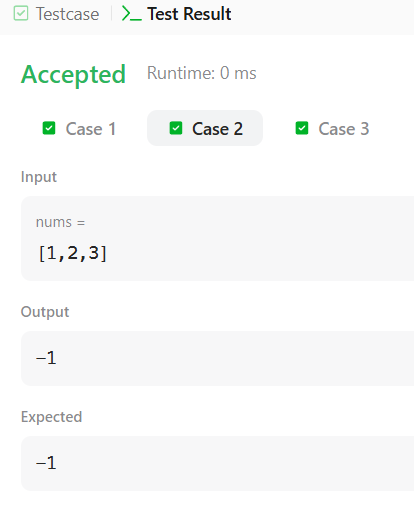 Testcase Test Result
Accepted Runtime: 0 ms
Case 1 Case 2 Case 3
Input
nums =
[1,2,3]
Output
-1
Expected
-1